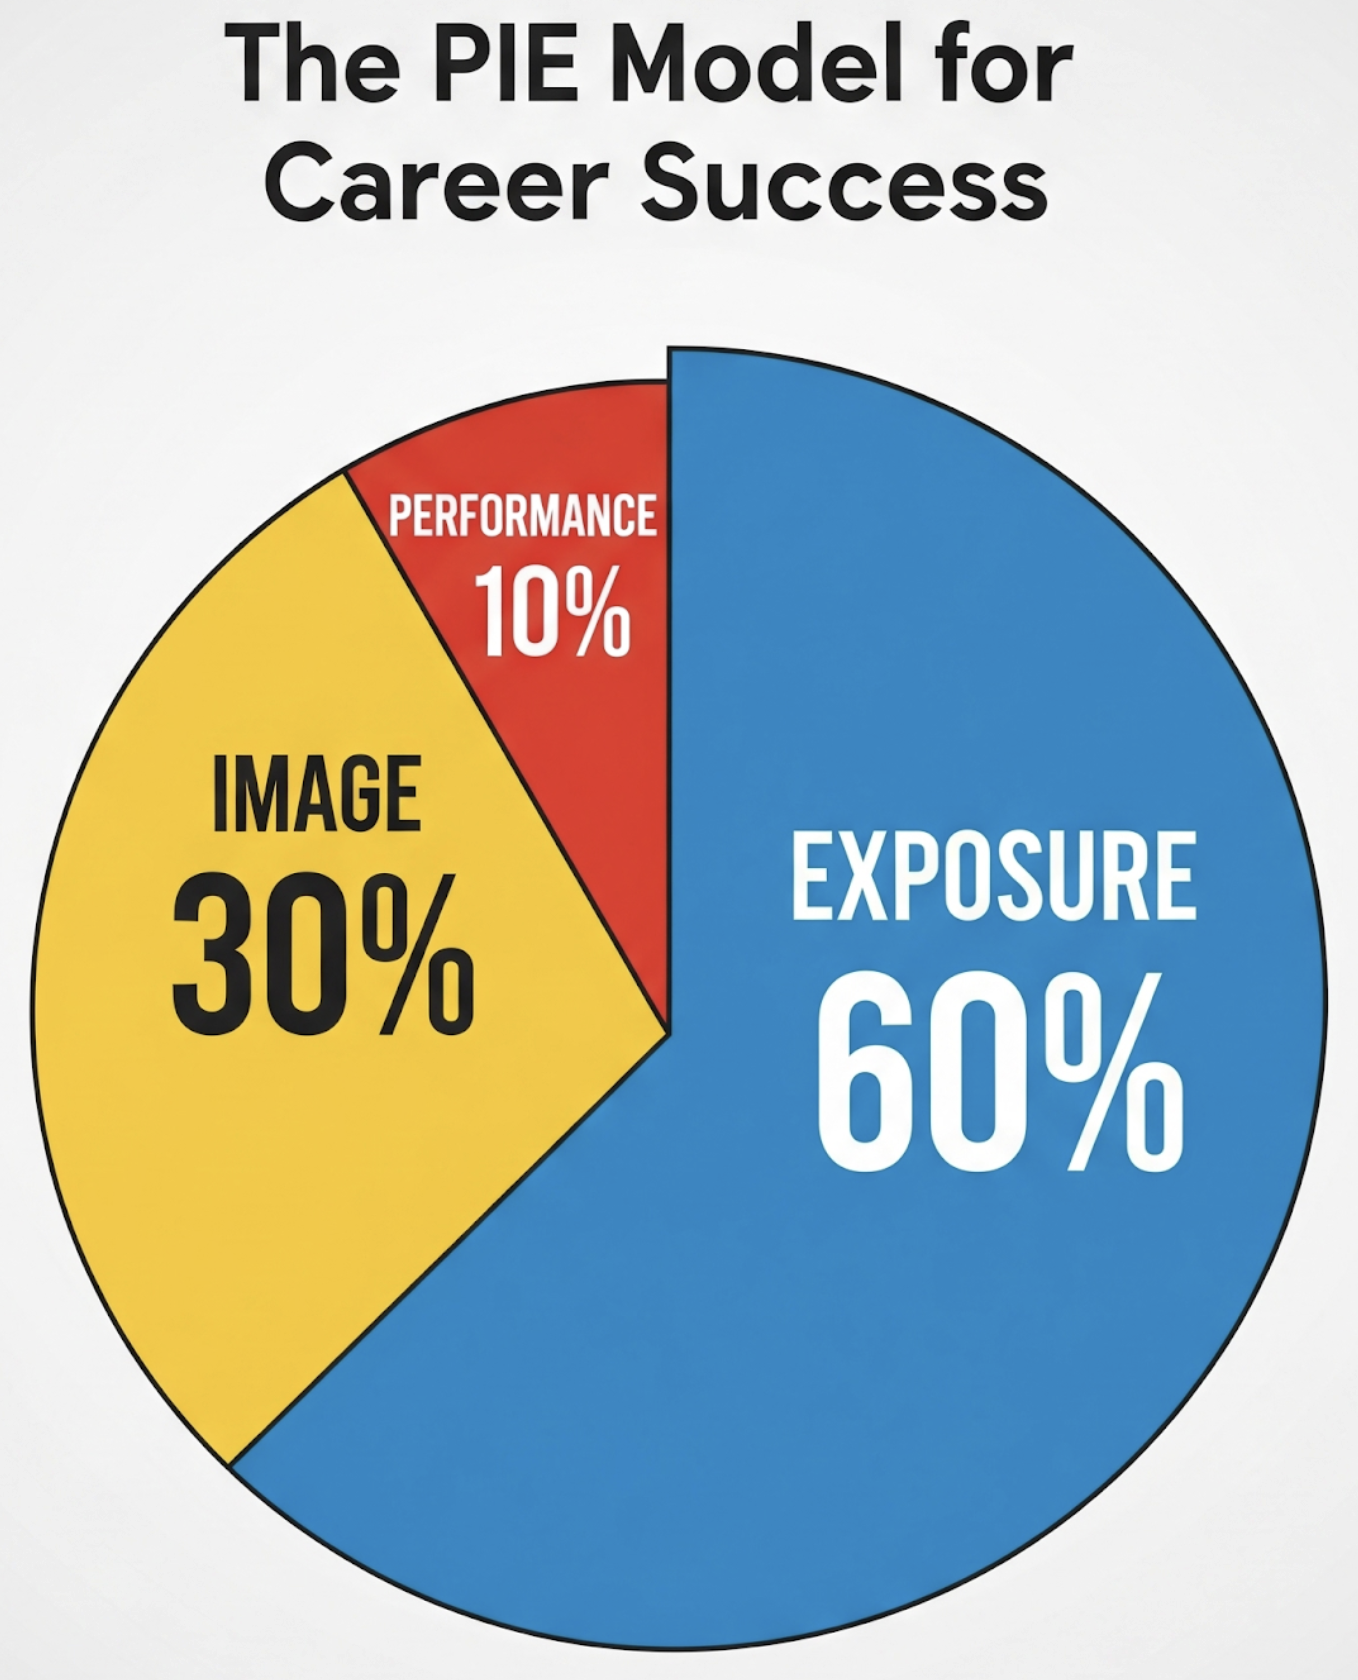 The PIE Model for
Career Success
PERFORMANCE
10%
IMAGE
30%
EXPOSURE
60%